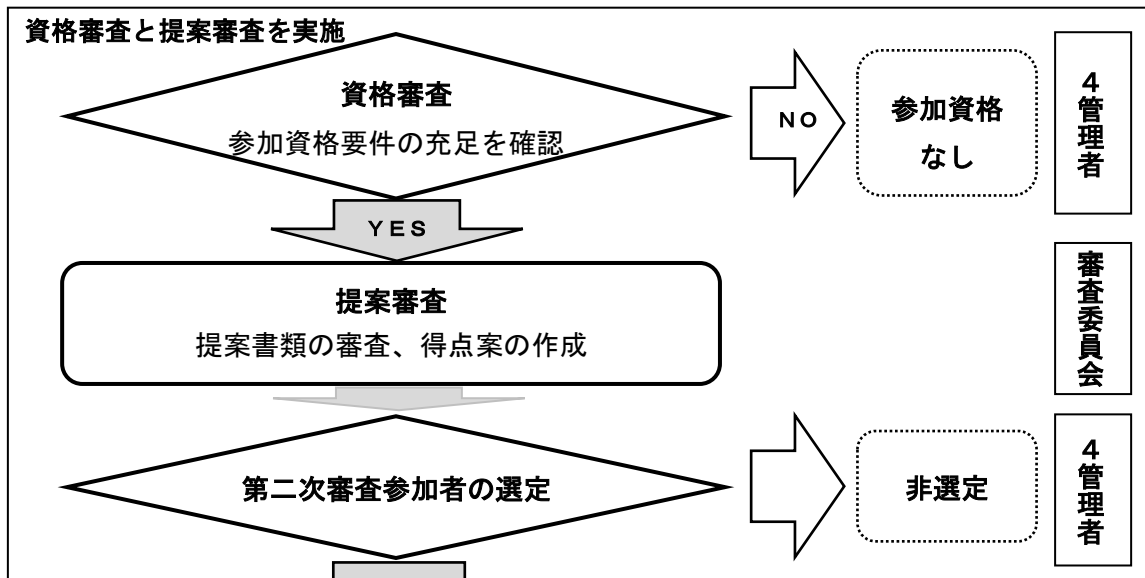 資格審査と提案審査を実施
資格審査
参加資格要件の充足を確認
NO
参加資格
なし
4管理者
YES
提案審査
提案書類の審査、得点案の作成
審査委員会
第二次審査参加者の選定
非選定
4管理者